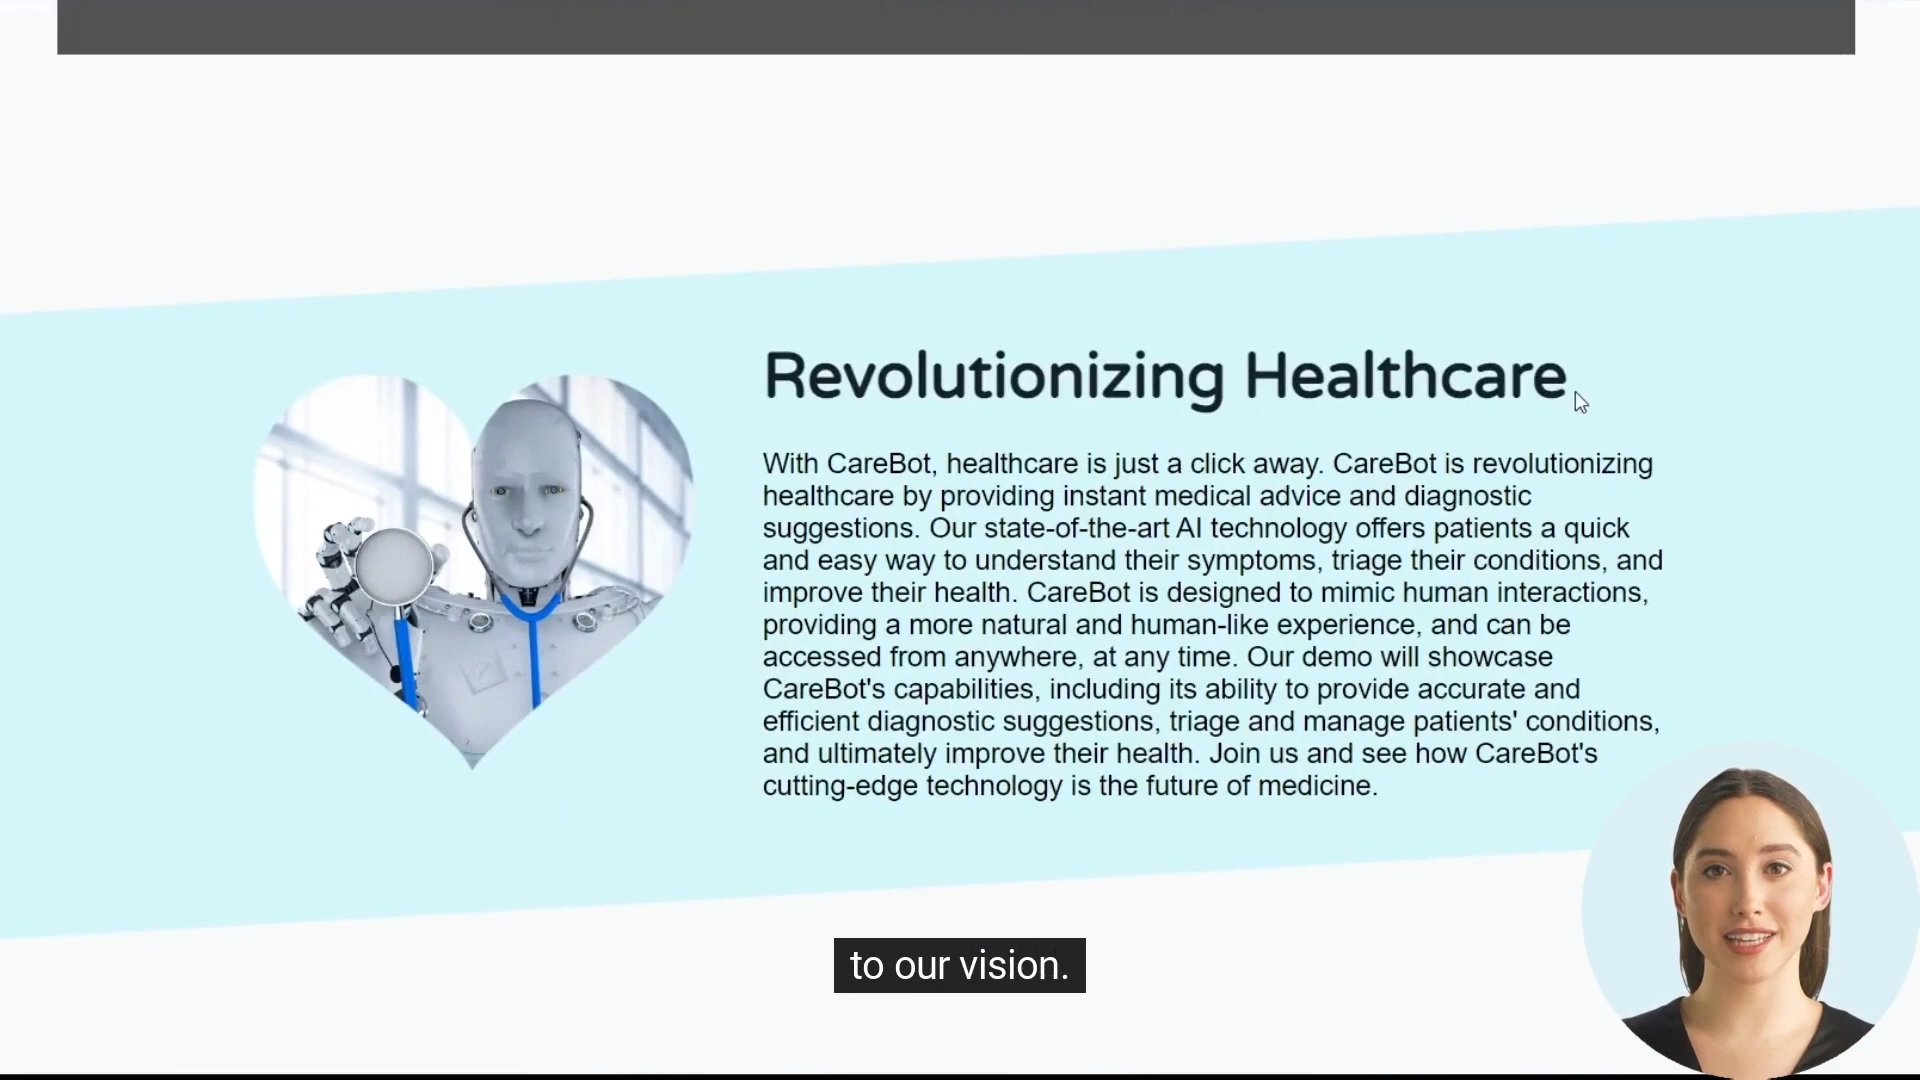 Revolutionizing Healthcare
With CareBot, healthcare is just a click away. CareBot is revolutionizing
healthcare by providing instant medical advice and diagnostic
suggestions. Our state-of-the-art AI technology offers patients a quick
and easy way to understand their symptoms, triage their conditions, and
improve their health. CareBot is designed to mimic human interactions,
providing a more natural and human-like experience, and can be
accessed from anywhere, at any time. Our demo will showcase
CareBot's capabilities, including its ability to provide accurate and
efficient diagnostic suggestions, triage and manage patients' conditions,
and ultimately improve their health. Join us and see how CareBot's
cutting-edge technology is the future of medicine.
to our vision.